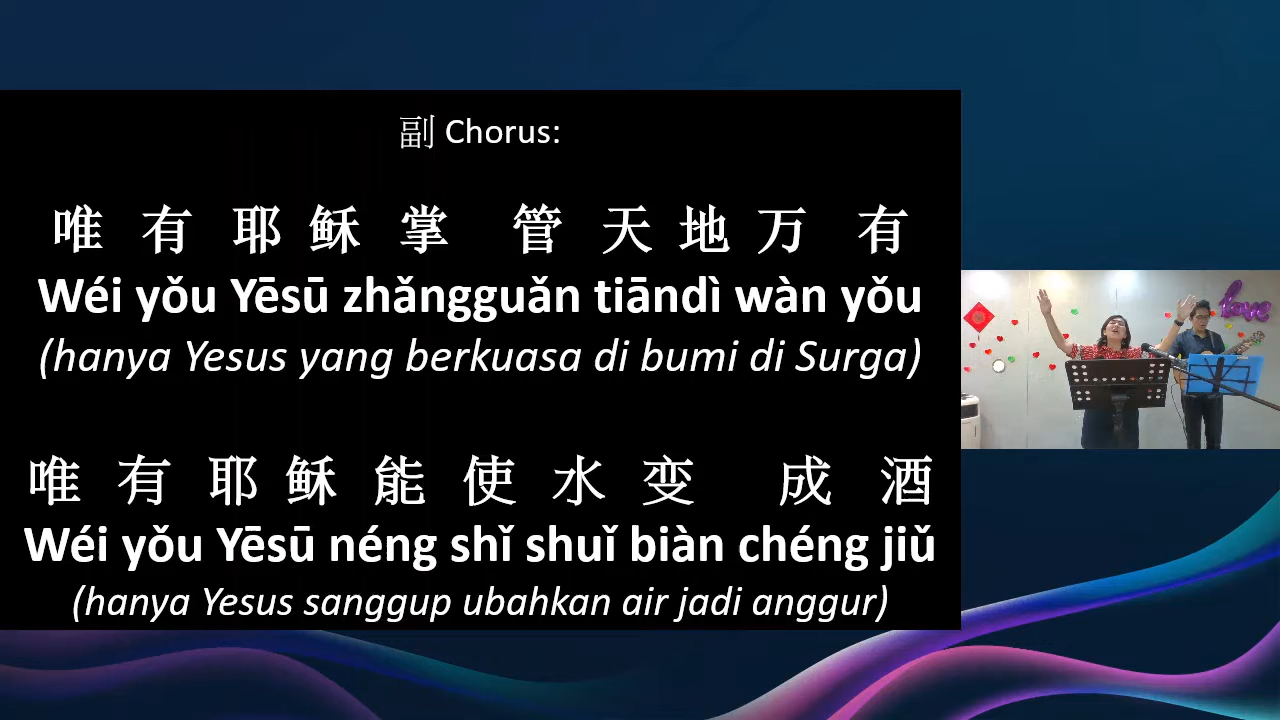 副 Chorus:
唯 有 耶 稣 掌 管 天 地 万 有
Wéi yǒu Yēsū zhǎngguǎn tiāndì wàn yǒu
(hanya Yesus yang berkuasa di bumi di Surga)
唯 有 耶 稣 能 使 水 变 成 酒
Wéi yǒu Yēsū néng shǐ shuǐ biàn chéng jiǔ
(hanya Yesus sanggup ubahkan air jadi anggur)
love